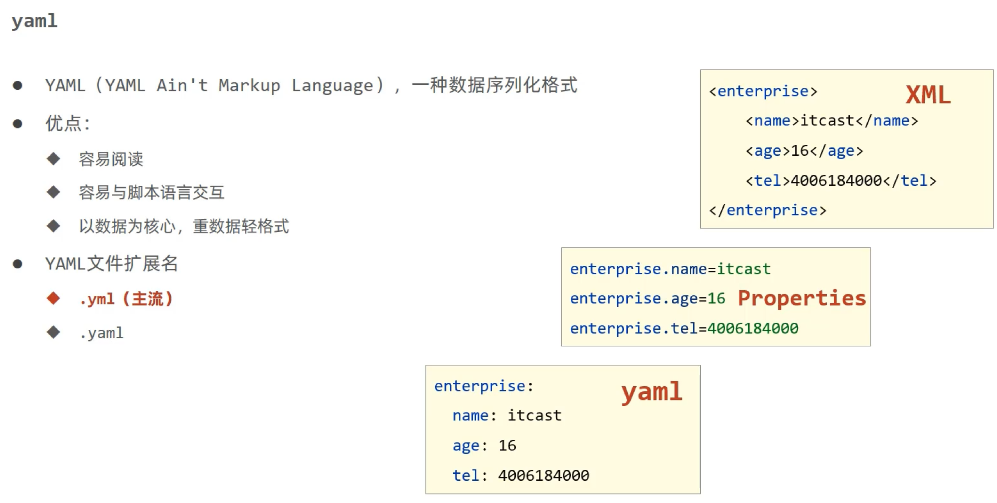 yaml
YAML（YAML Ain't Markup Language），一种数据序列化格式
优点：
容易阅读
容易与脚本语言交互
以数据为核心，重数据轻格式
YAML文件扩展名
.yml（主流）
.yaml
XML
<enterprise>
<name>itcast</name>
<age>16</age>
<tel>4006184000</tel>
</enterprise>
Properties
enterprise.name=itcast
enterprise.age=16
enterprise.tel=4006184000
yaml
enterprise:
name: itcast
age: 16
tel: 4006184000